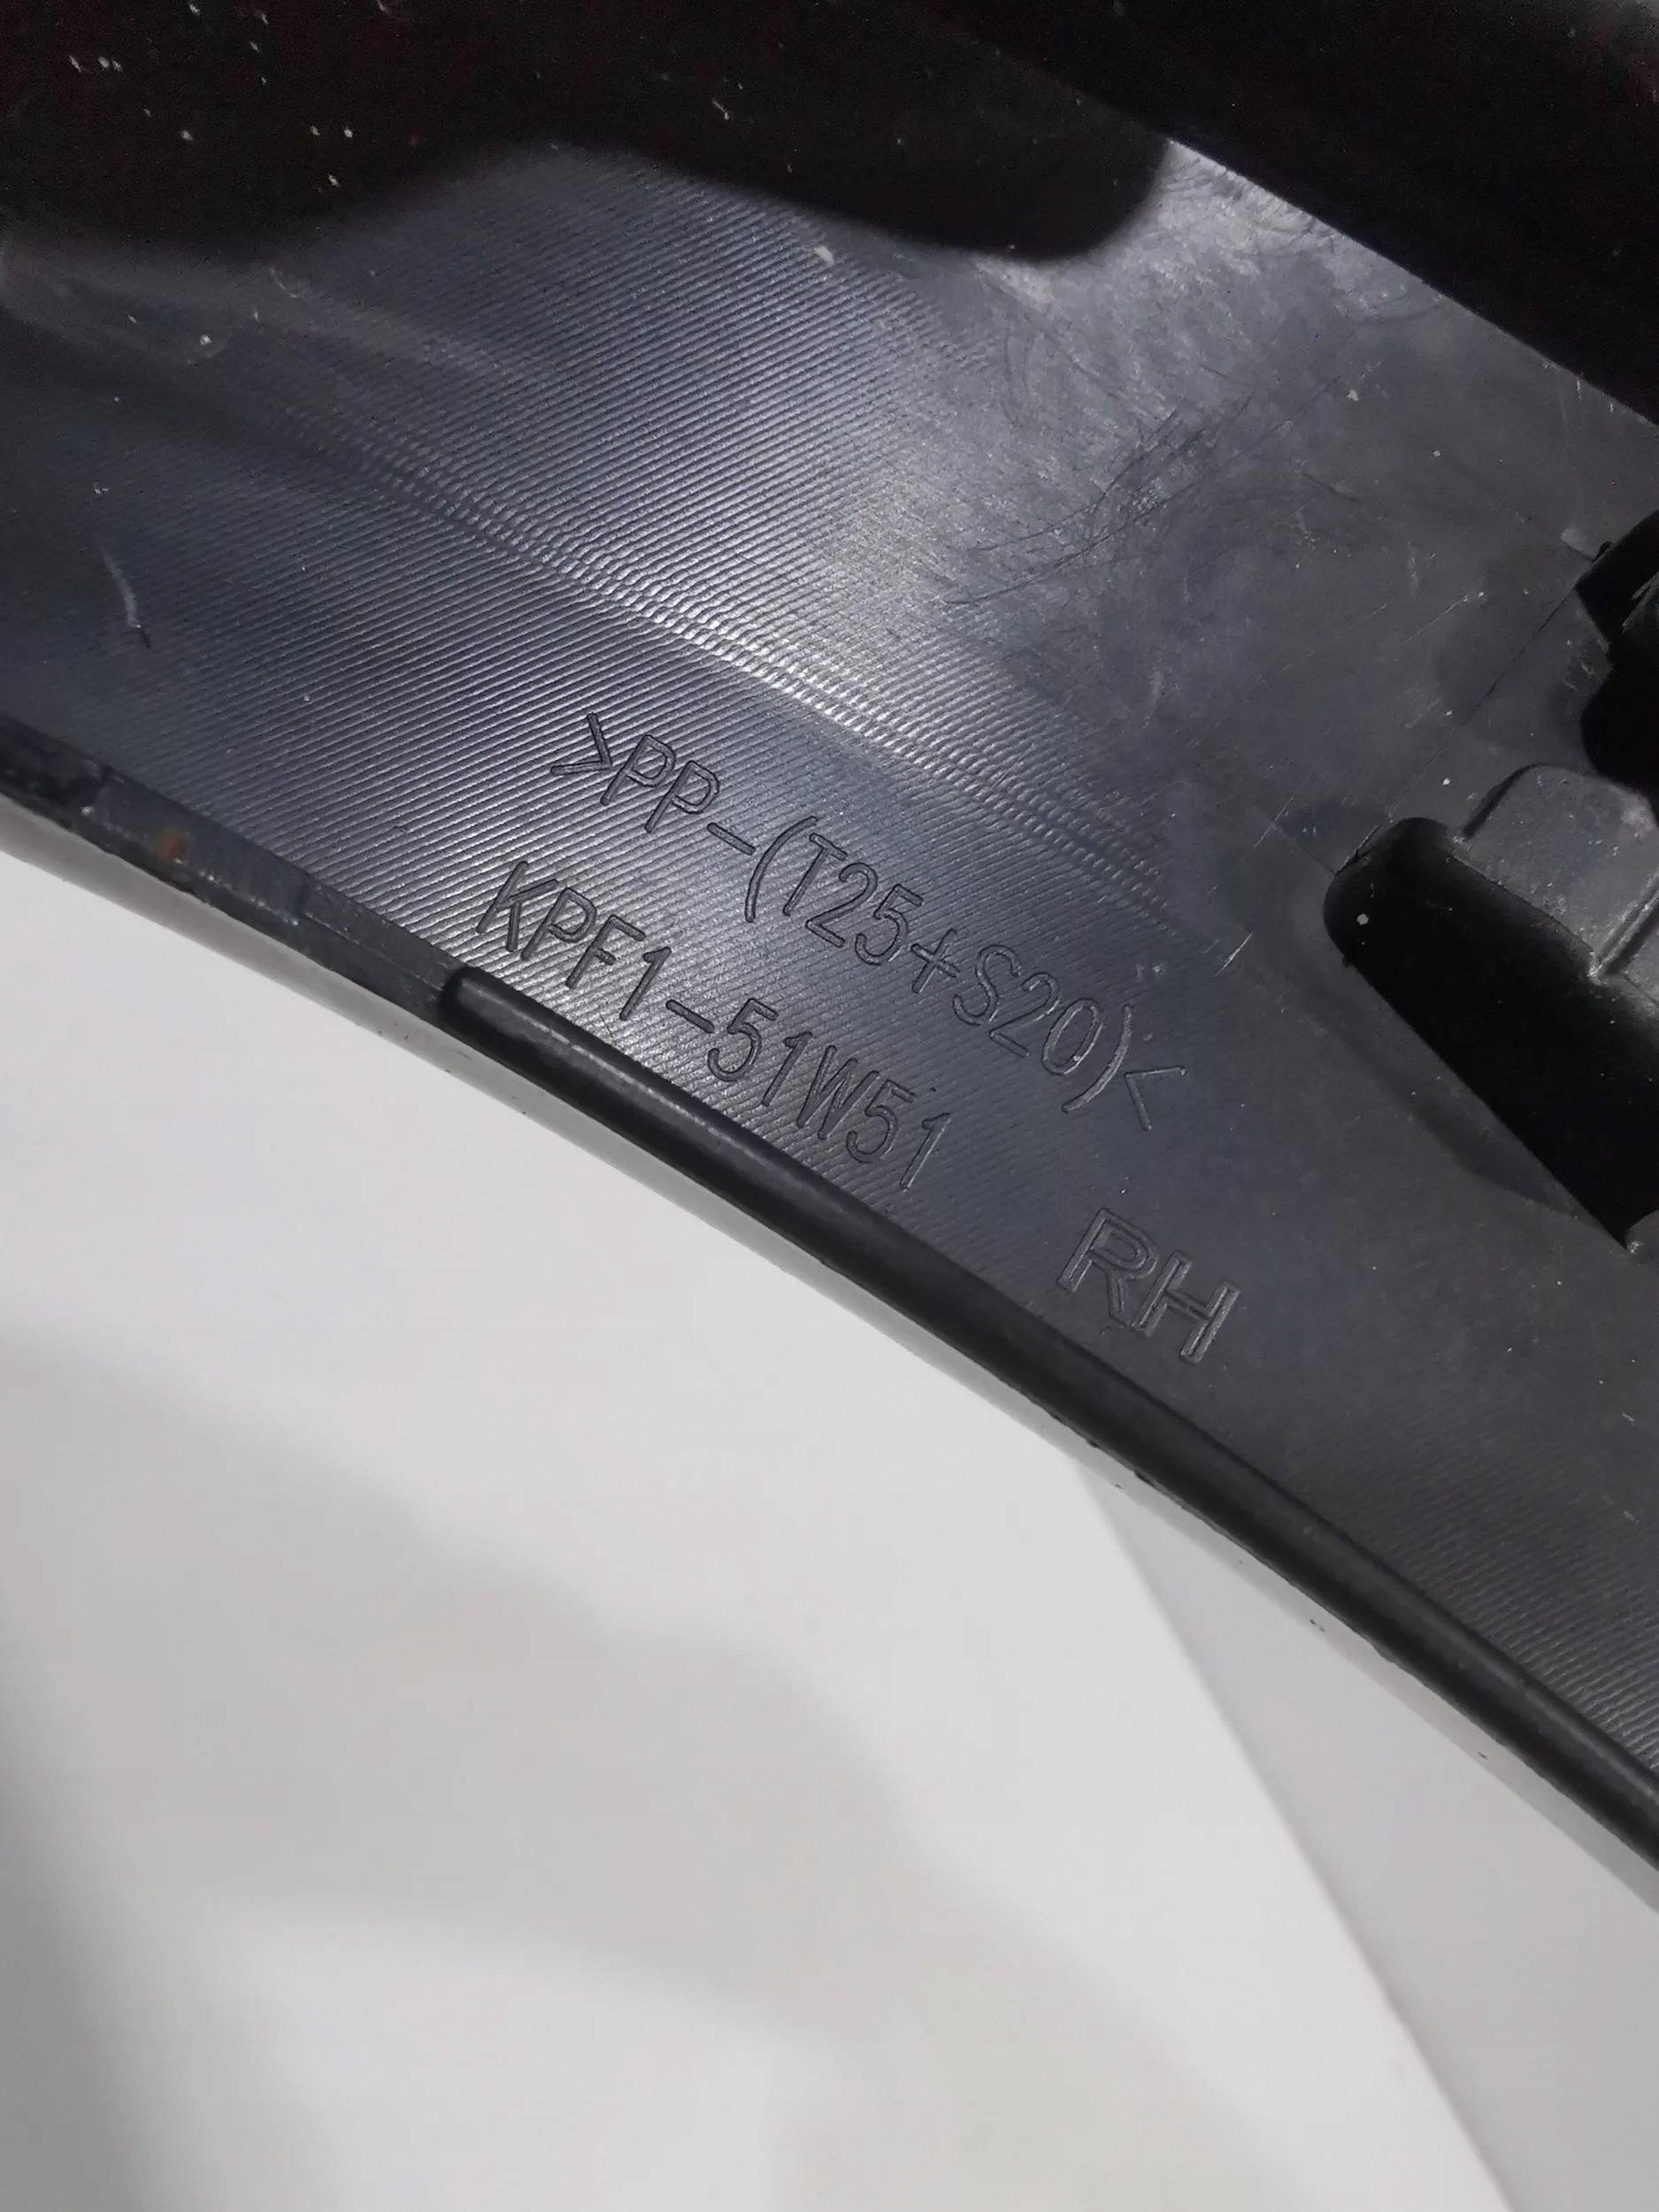 >PP-(T25+S20)<
KPF1-51W51
RH